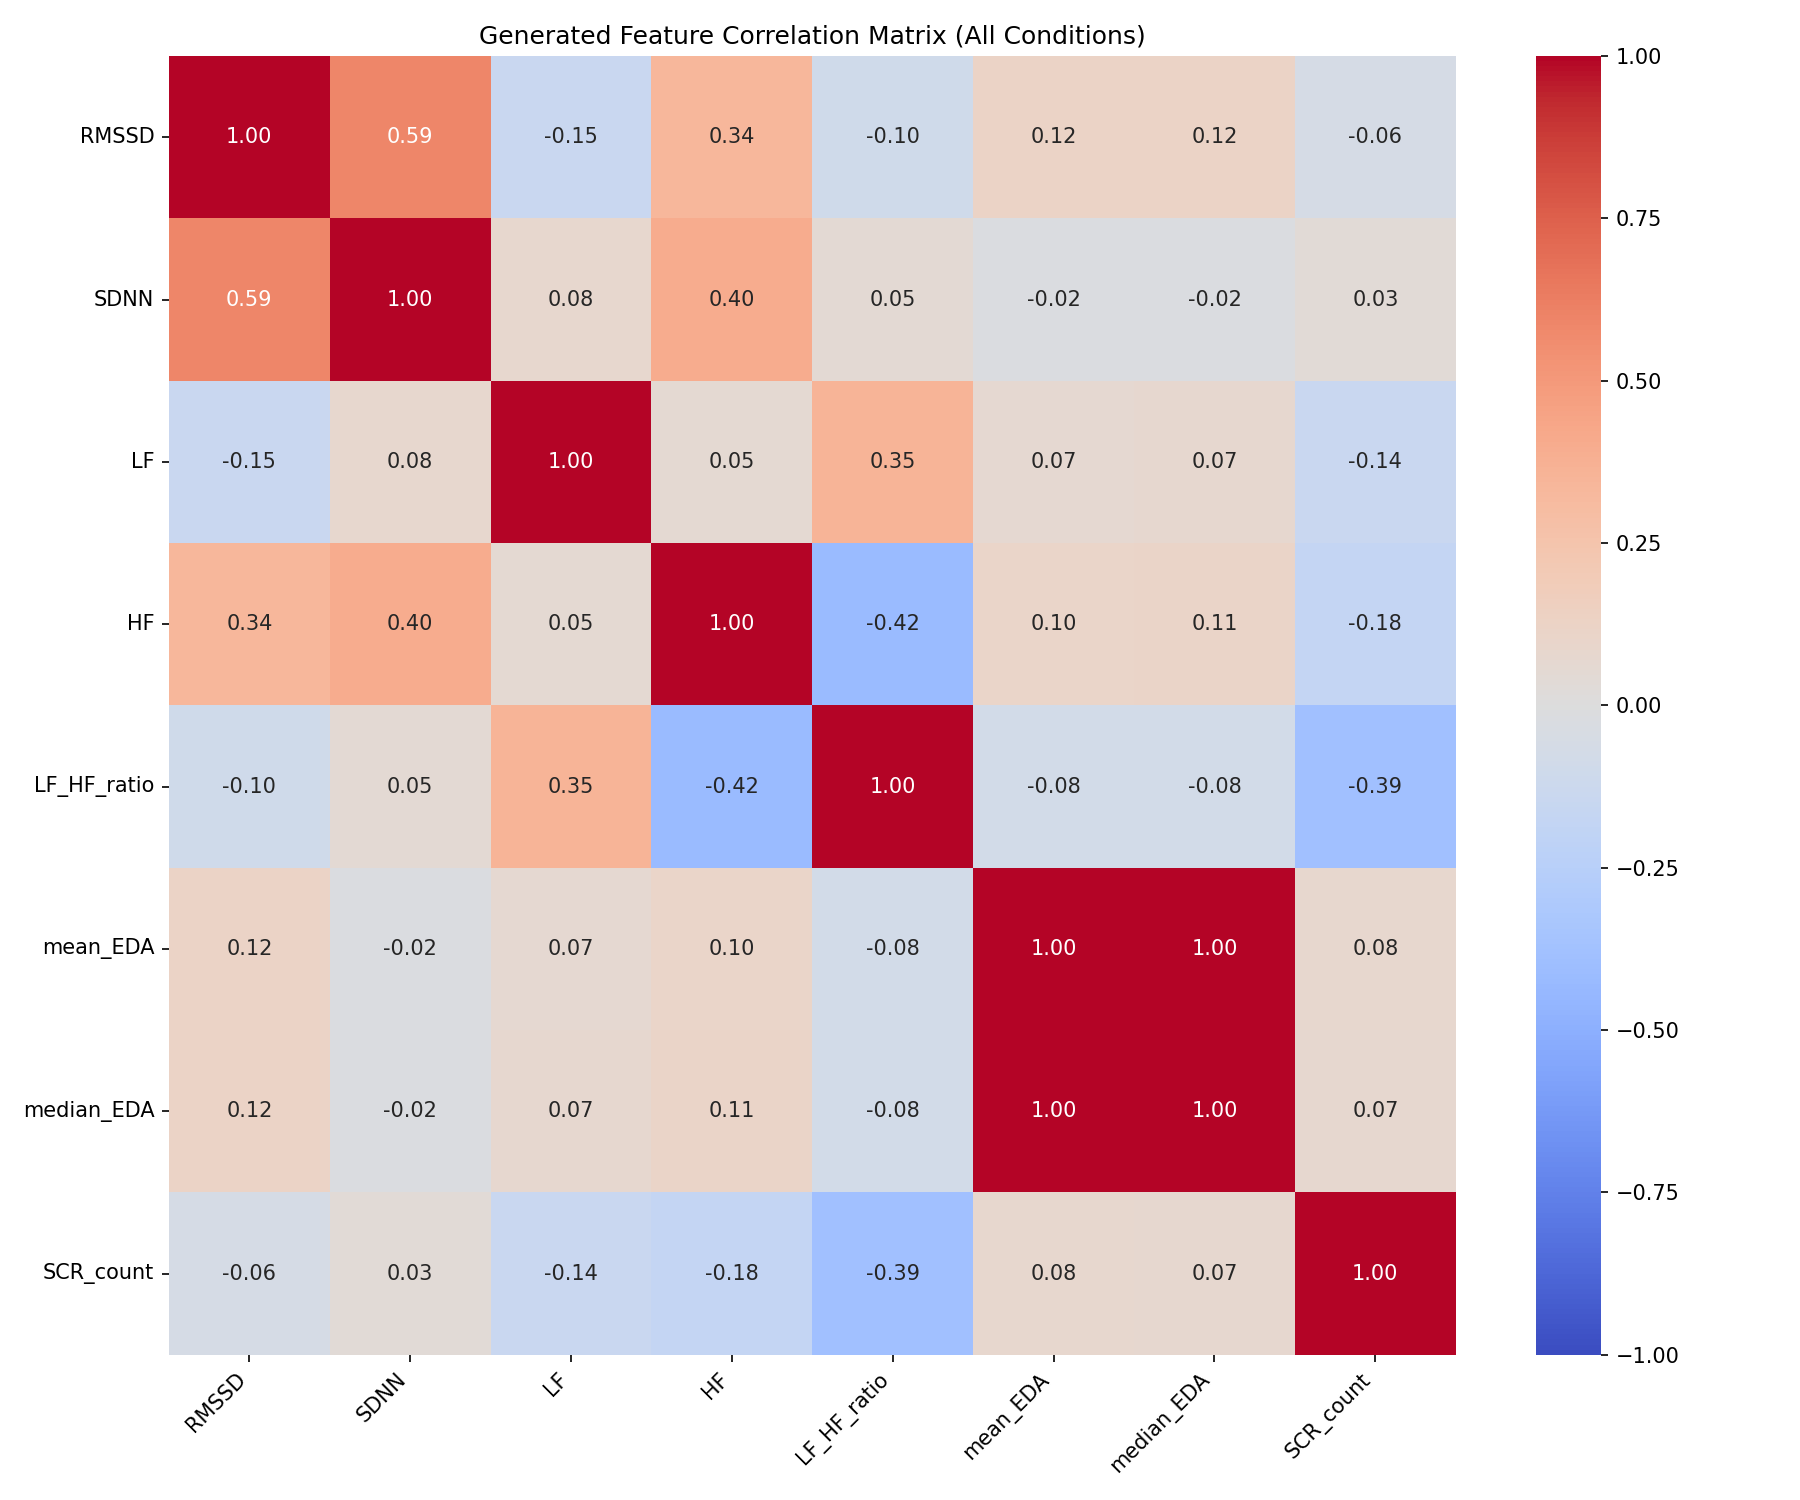 Generated Feature Correlation Matrix (All Conditions)
RMSSD 1.00 0.59 -0.15 0.34 -0.10 0.12 0.12 -0.06
SDNN 0.59 1.00 0.08 0.40 0.05 -0.02 -0.02 0.03
LF -0.15 0.08 1.00 0.05 0.35 0.07 0.07 -0.14
HF 0.34 0.40 0.05 1.00 -0.42 0.10 0.11 -0.18
LF_HF_ratio -0.10 0.05 0.35 -0.42 1.00 -0.08 -0.08 -0.39
mean_EDA 0.12 -0.02 0.07 0.10 -0.08 1.00 1.00 0.08
median_EDA 0.12 -0.02 0.07 0.11 -0.08 1.00 1.00 0.07
SCR_count -0.06 0.03 -0.14 -0.18 -0.39 0.08 0.07 1.00
RMSSD SDNN LF HF LF_HF_ratio mean_EDA median_EDA SCR_count
1.00
0.75
0.50
0.25
0.00
−0.25
−0.50
−0.75
−1.00